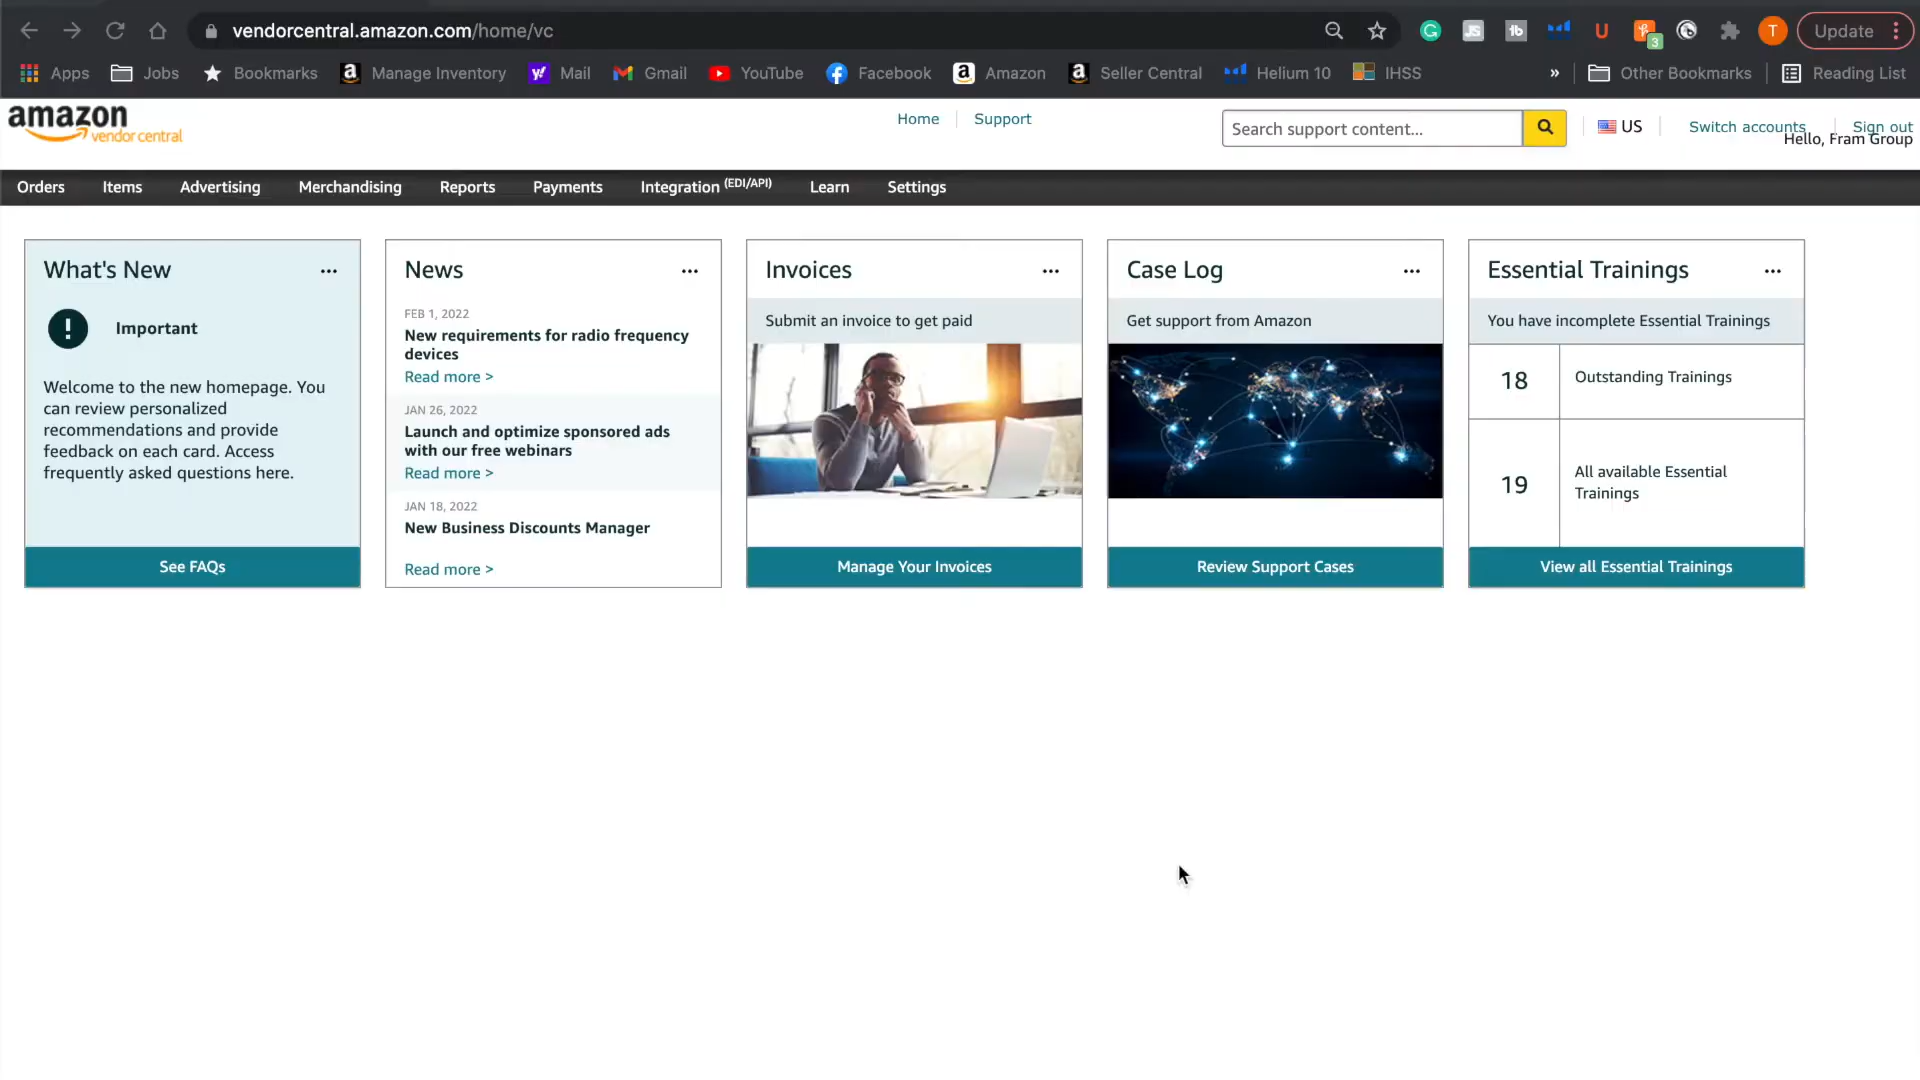 vendorcentral.amazon.com/home/vc
JS
tb
U
3
T
Update
Apps
Jobs
Bookmarks
a
Manage Inventory
y!
Mail
Gmail
YouTube
Facebook
a
Amazon
a
Seller Central
Helium 10
IHSS
»
Other Bookmarks
Reading List
amazon
vendor central
Home
Support
Search support content...
US
Switch accounts
Sign out
Hello, Fram Group
Orders
Items
Advertising
Merchandising
Reports
Payments
Integration (EDI/API)
Learn
Settings
What's New
...
!
Important
Welcome to the new homepage. You
can review personalized
recommendations and provide
feedback on each card. Access
frequently asked questions here.
See FAQs
News
...
FEB 1, 2022
New requirements for radio frequency
devices
Read more >
JAN 26, 2022
Launch and optimize sponsored ads
with our free webinars
Read more >
JAN 18, 2022
New Business Discounts Manager
Read more >
Invoices
...
Submit an invoice to get paid
Manage Your Invoices
Case Log
...
Get support from Amazon
Review Support Cases
Essential Trainings
...
You have incomplete Essential Trainings
18
Outstanding Trainings
19
All available Essential
Trainings
View all Essential Trainings